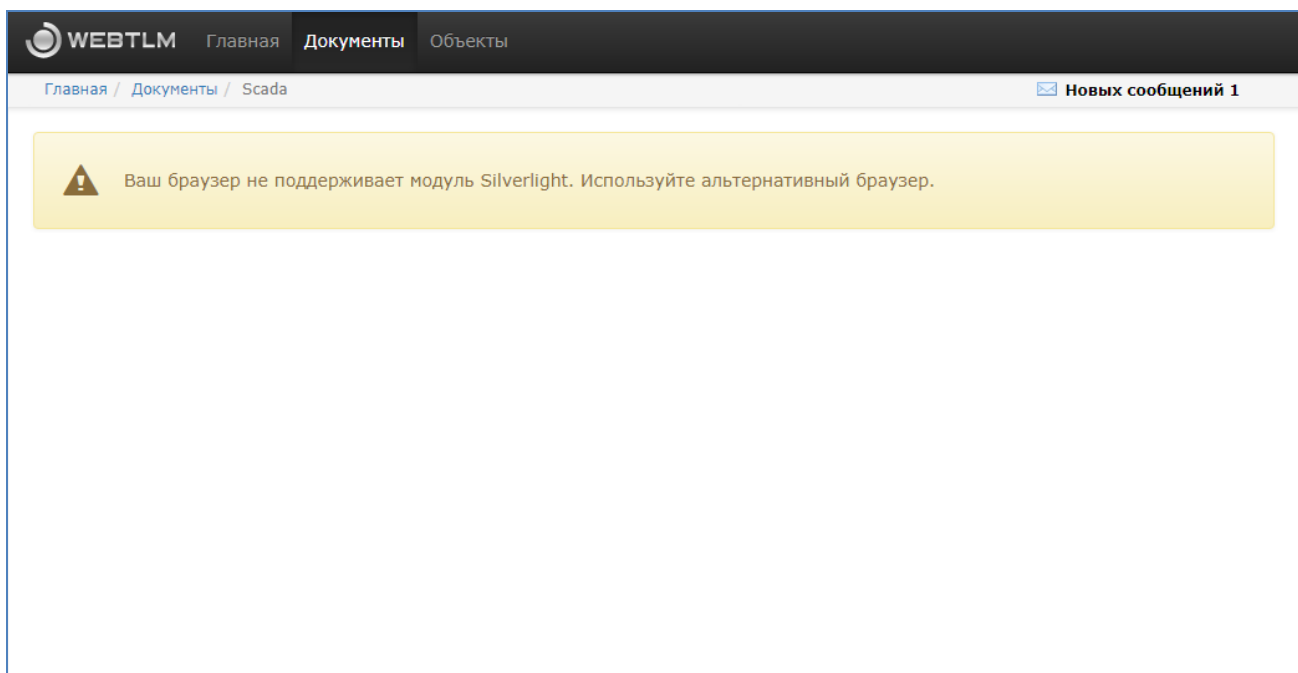 WEBTLM Главная Документы Объекты
Главная / Документы / Scada Новых сообщений 1
Ваш браузер не поддерживает модуль Silverlight. Используйте альтернативный браузер.